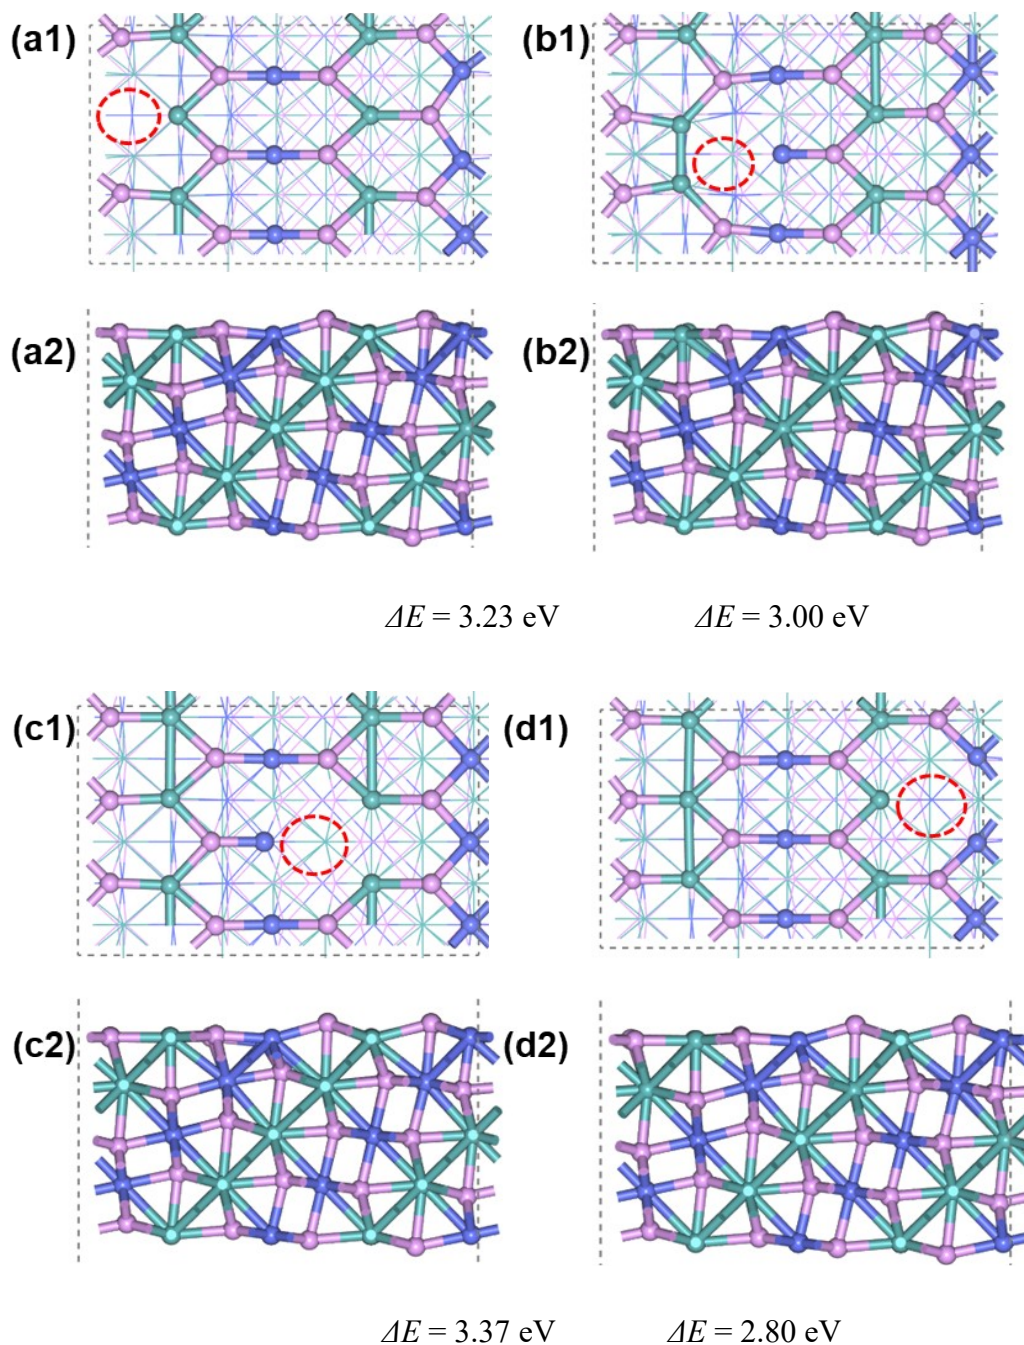 (a1) (b1)
(a2) (b2)
ΔE = 3.23 eV ΔE = 3.00 eV
(c1) (d1)
(c2) (d2)
ΔE = 3.37 eV ΔE = 2.80 eV